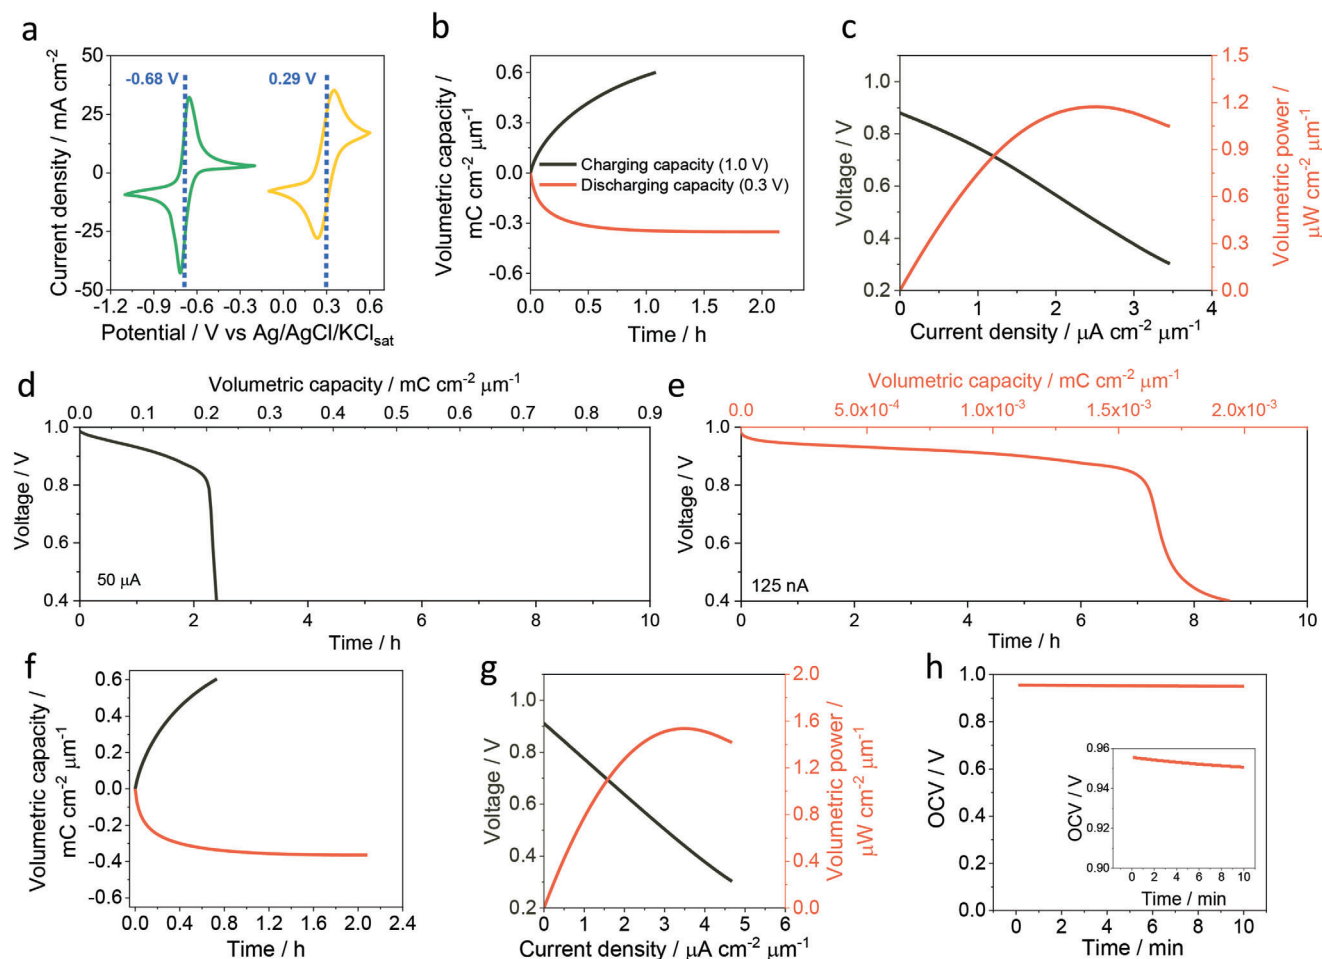 a
-0.68 V
0.29 V
50
25
0
-25
-50
Current density / mA cm⁻²
-1.2 -0.9 -0.6 -0.3 0.0 0.3 0.6
Potential / V vs Ag/AgCl/KCl_sat
b
0.6
0.3
0.0
-0.3
-0.6
Volumetric capacity /
mC cm⁻² μm⁻¹
Charging capacity (1.0 V)
Discharging capacity (0.3 V)
0.0 0.5 1.0 1.5 2.0
Time / h
c
1.0
0.8
0.6
0.4
0.2
Voltage / V
1.5
1.2
0.9
0.6
0.3
0.0
Volumetric power /
μW cm⁻² μm⁻¹
0 1 2 3 4
Current density / μA cm⁻² μm⁻¹
d
Volumetric capacity / mC cm⁻² μm⁻¹
0.0 0.1 0.2 0.3 0.4 0.5 0.6 0.7 0.8 0.9
1.0
0.8
0.6
0.4
Voltage / V
50 μA
0 2 4 6 8 10
Time / h
e
Volumetric capacity / mC cm⁻² μm⁻¹
0.0 5.0x10⁻⁴ 1.0x10⁻³ 1.5x10⁻³ 2.0x10⁻³
1.0
0.8
0.6
0.4
Voltage / V
125 nA
0 2 4 6 8 10
Time / h
f
0.6
0.4
0.2
0.0
-0.2
-0.4
-0.6
Volumetric capacity /
mC cm⁻² μm⁻¹
0.0 0.4 0.8 1.2 1.6 2.0 2.4
Time / h
g
1.0
0.8
0.6
0.4
0.2
Voltage / V
2.0
1.6
1.2
0.8
0.4
0.0
Volumetric power /
μW cm⁻² μm⁻¹
0 1 2 3 4 5 6
Current density / μA cm⁻² μm⁻¹
h
1.0
0.8
0.6
0.4
0.2
0.0
OCV / V
0.96
0.94
0.92
0.90
OCV / V
0 2 4 6 8 10
Time / min
0 2 4 6 8 10
Time / min